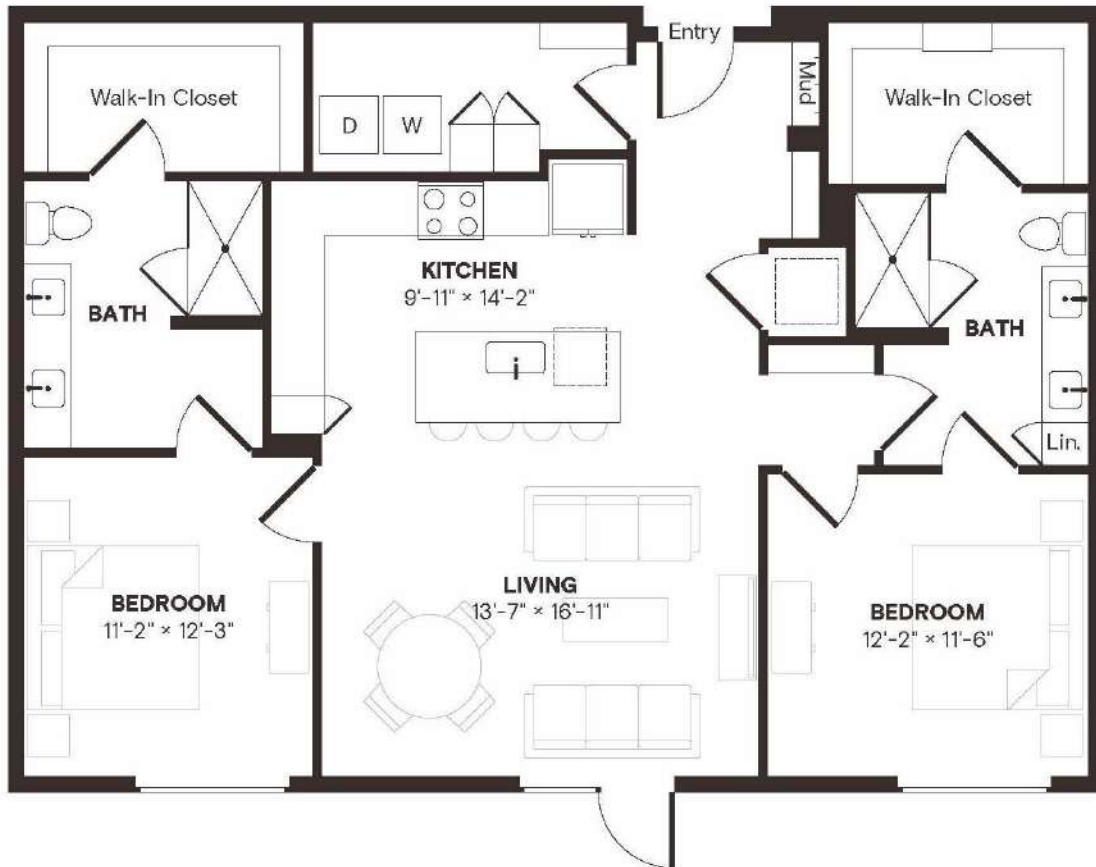 Entry
Walk-In Closet
Mud
Walk-In Closet
D
W
KITCHEN
9'-11" × 14'-2"
BATH
BATH
Lin.
BEDROOM
11'-2" × 12'-3"
LIVING
13'-7" × 16'-11"
BEDROOM
12'-2" × 11'-6"